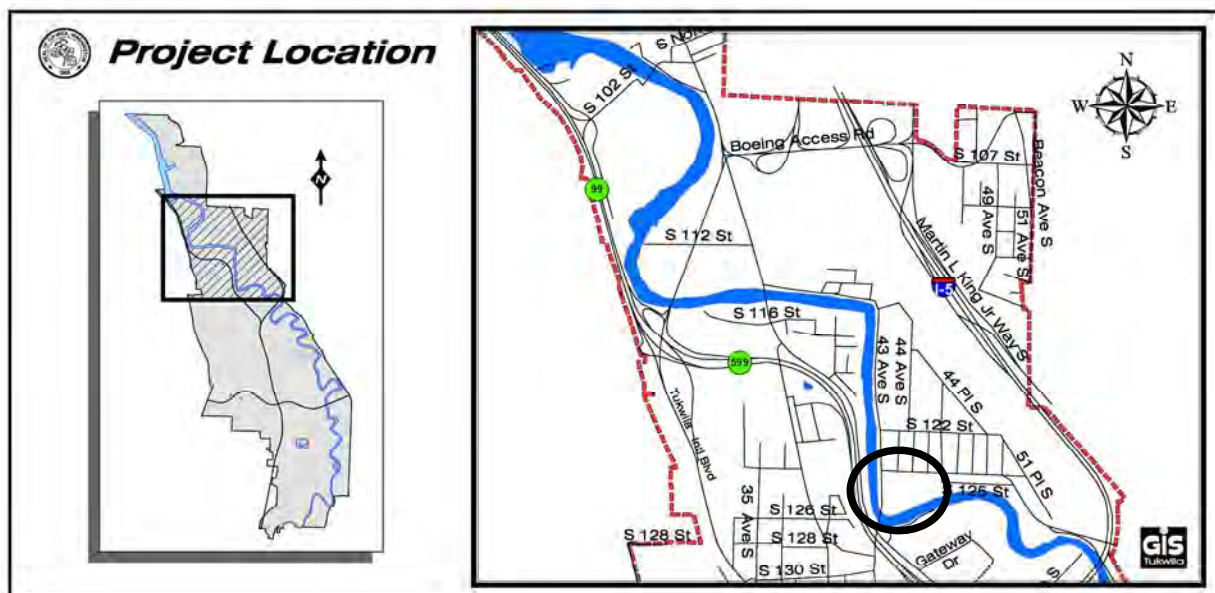 Project Location
N
S 102 St
S Nor
Boeing Access Rd
N
W
E
S
S 107 St
Beacon Ave S
49 Ave S
51 Ave S
99
S 112 St
Martin L King Jr Way S
I-5
S 116 St
599
43 Ave S
44 Ave S
44 Pl S
Tukwila Intl Blvd
S 122 St
51 Pl S
S 125 St
35 Ave S
S 126 St
S 128 St
S 128 St
S 130 St
Gateway
Dr
S
GIS
Tukwila